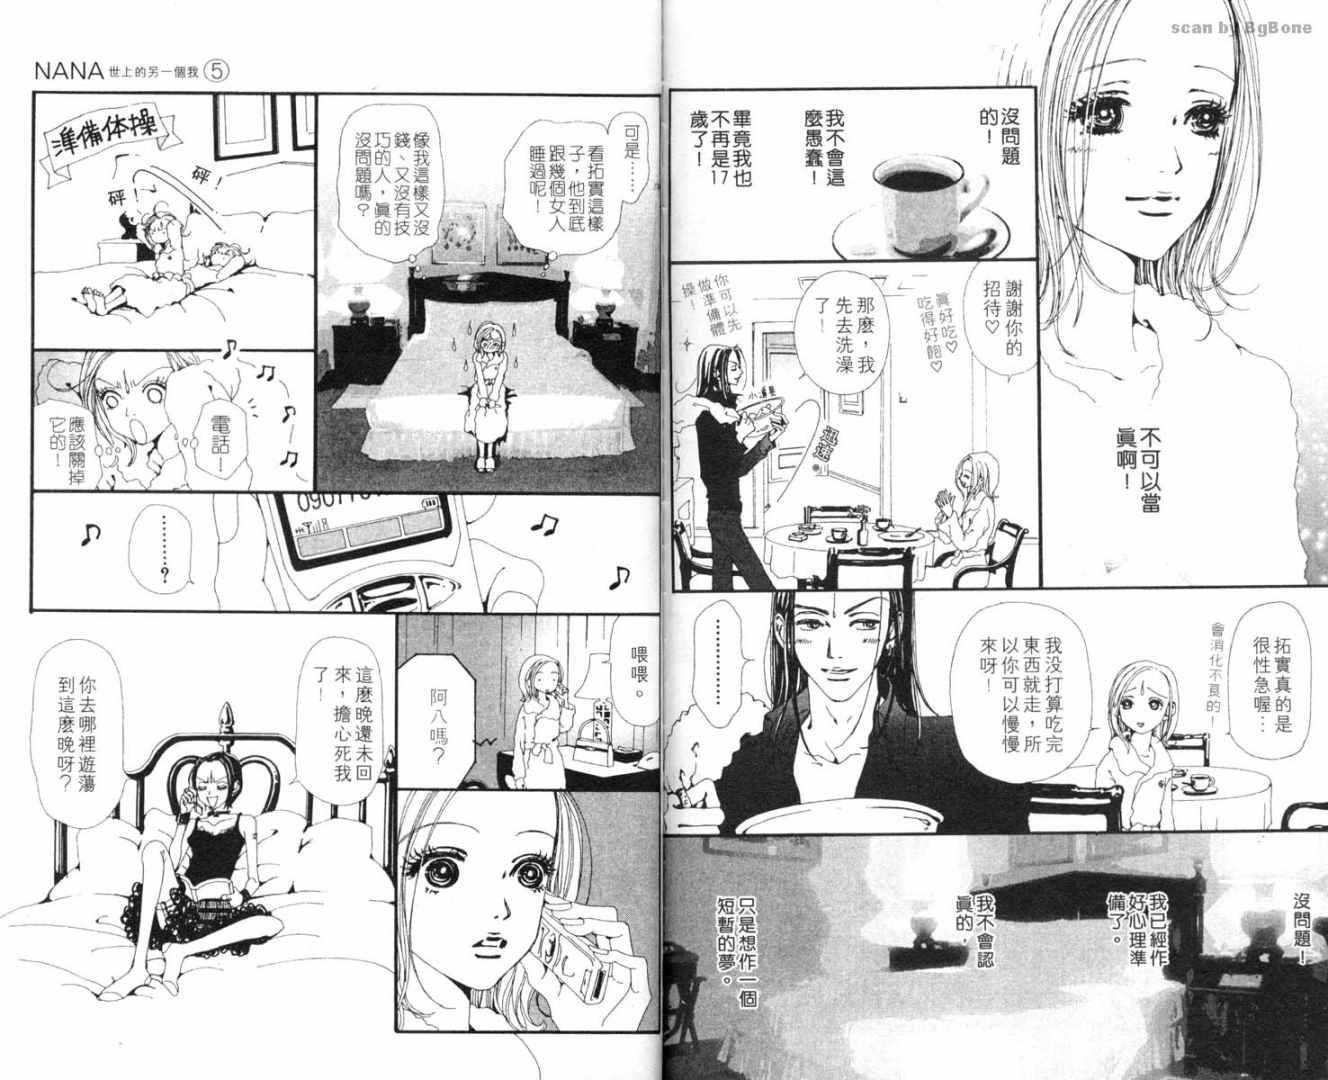 scan by BgBone
不可以當
眞啊！
沒問題
的！
我不會這
麼愚蠢！
畢竟我也
不再是17
歲了！
謝謝你的
招待♡
眞好吃♡
吃得好飽♡
那麼，我
先去洗澡
了！
你可以先
做準備體
操！
迅速
拓實真的是
很性急喔…
會消化不良的！
我没打算吃完
東西就走，所
以你可以慢慢
來呀！
…………
沒問題！
我已經作
好心理準
備了。
我不會認
眞的，
只是想作一個
短暫的夢。
NANA 世上的另一個我 ⑤
可是……
看拓實這樣
子，他到底
跟幾個女人
睡過呢！
像我這樣又沒
錢、又沒有技
巧的人，眞的
沒問題嗎？
準備体操
砰！
砰！
電話！
應該關掉
它的！
…………？
喂喂。
阿八嗎？
這麼晚還未回
來，擔心死我
了！
你去哪裡遊蕩
到這麼晚呀？